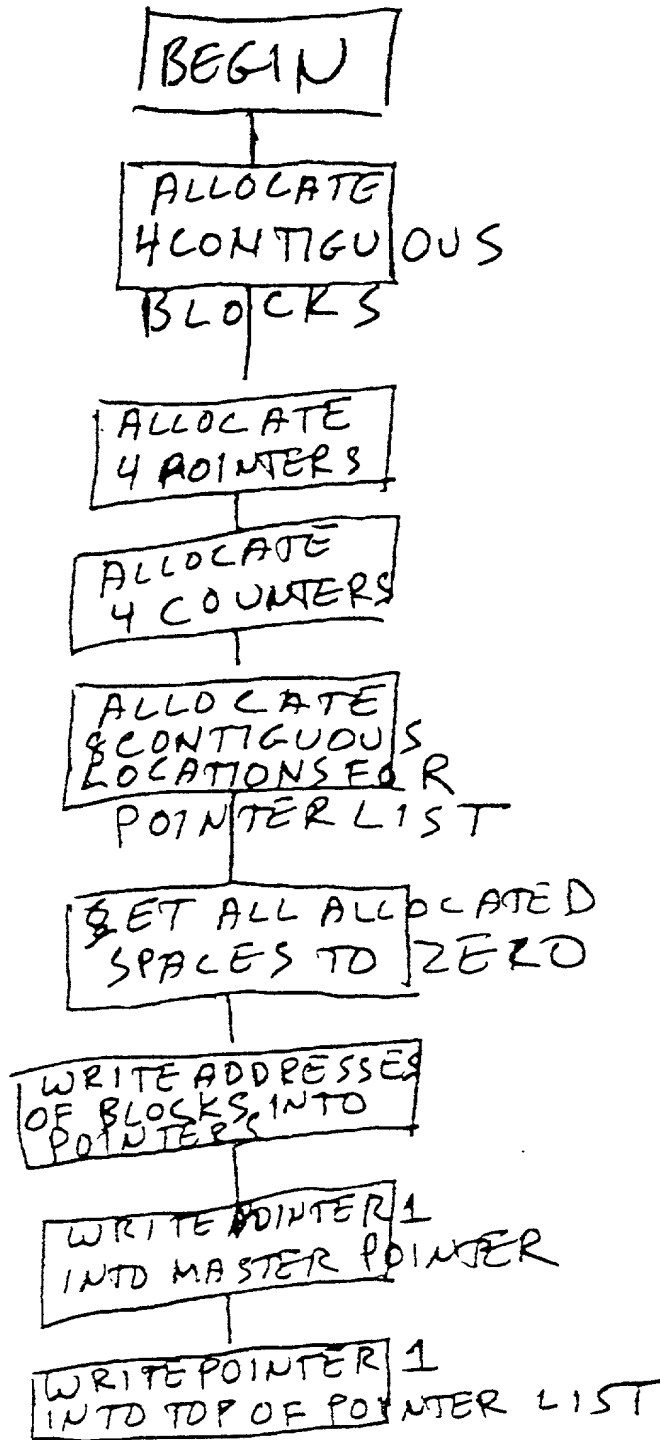 BEGIN
ALLOCATE
4 CONTIGUOUS
BLOCKS
ALLOCATE
4 POINTERS
ALLOCATE
4 COUNTERS
ALLOCATE
8 CONTIGUOUS
LOCATIONS FOR
POINTER LIST
SET ALL ALLOCATED
SPACES TO ZERO
WRITE ADDRESSES
OF BLOCKS INTO
POINTERS
WRITE POINTER 1
INTO MASTER POINTER
WRITE POINTER 1
INTO TOP OF POINTER LIST